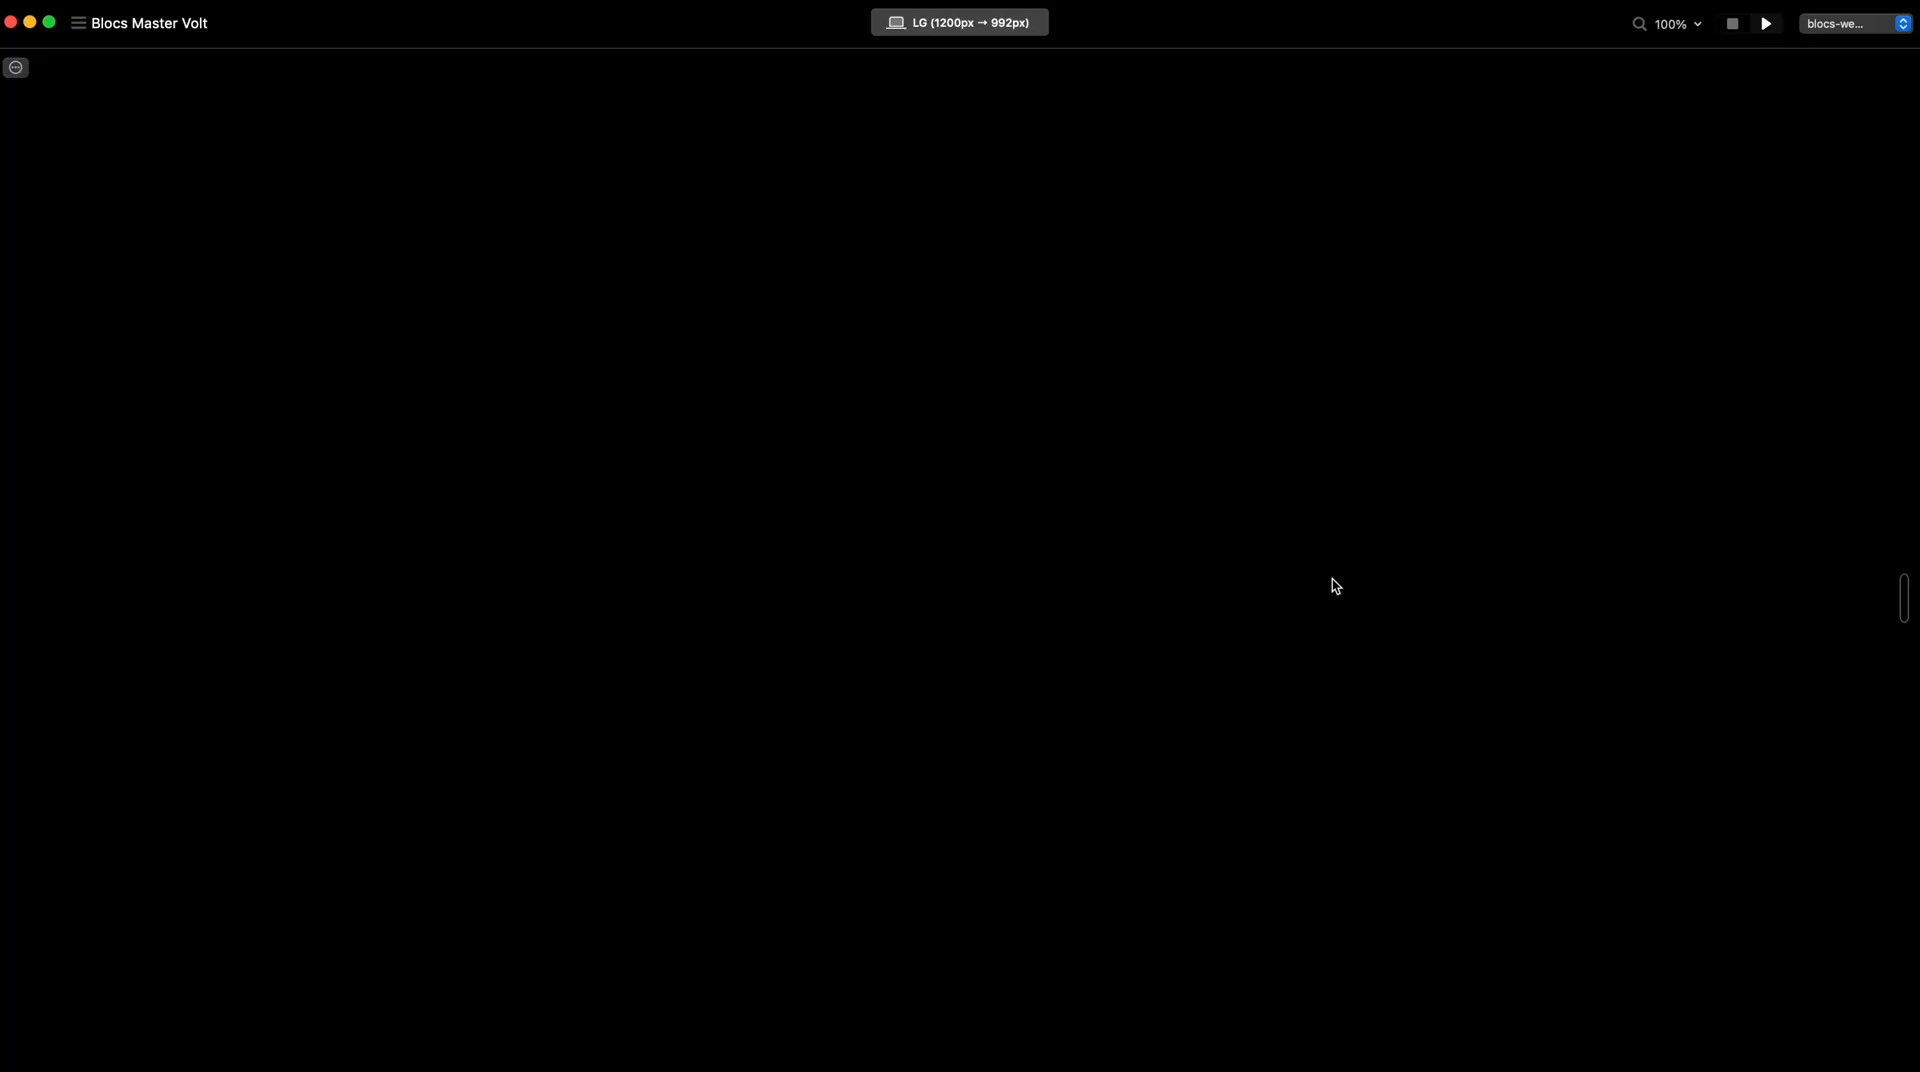 Blocs Master Volt
LG (1200px → 992px)
100%
blocs-we...